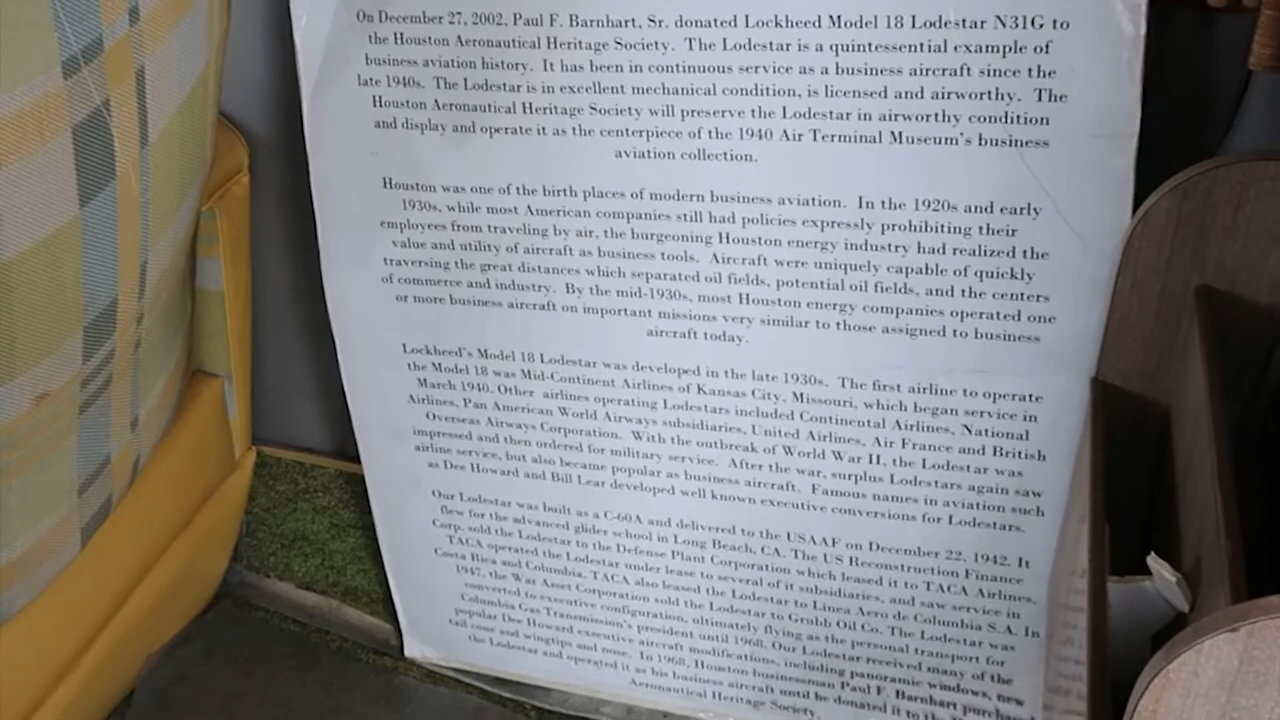 On December 27, 2002, Paul F. Barnhart, Sr. donated Lockheed Model 18 Lodestar N31G to
the Houston Aeronautical Heritage Society. The Lodestar is a quintessential example of
business aviation history. It has been in continuous service as a business aircraft since the
late 1940s. The Lodestar is in excellent mechanical condition, is licensed and airworthy. The
Houston Aeronautical Heritage Society will preserve the Lodestar in airworthy condition
and display and operate it as the centerpiece of the 1940 Air Terminal Museum's business
aviation collection.
Houston was one of the birth places of modern business aviation. In the 1920s and early
1930s, while most American companies still had policies expressly prohibiting their
employees from traveling by air, the burgeoning Houston energy industry had realized the
value and utility of aircraft as business tools. Aircraft were uniquely capable of quickly
traversing the great distances which separated oil fields, potential oil fields, and the centers
of commerce and industry. By the mid-1930s, most Houston energy companies operated one
or more business aircraft on important missions very similar to those assigned to business
aircraft today.
Lockheed's Model 18 Lodestar was developed in the late 1930s. The first airline to operate
the Model 18 was Mid-Continent Airlines of Kansas City, Missouri, which began service in
March 1940. Other airlines operating Lodestars included Continental Airlines, National
Airlines, Pan American World Airways subsidiaries, United Airlines, Air France and British
Overseas Airways Corporation. With the outbreak of World War II, the Lodestar was
impressed and then ordered for military service. After the war, surplus Lodestars again saw
airline service, but also became popular as business aircraft. Famous names in aviation such
as Dee Howard and Bill Lear developed well known executive conversions for Lodestars.
Our Lodestar was built as a C-60A and delivered to the USAAF on December 22, 1942. It
flew for the advanced glider school in Long Beach, CA. The US Reconstruction Finance
Corp. sold the Lodestar to the Defense Plant Corporation which leased it to TACA Airlines.
TACA operated the Lodestar under lease to several of it subsidiaries, and saw service in
Costa Rica and Columbia. TACA also leased the Lodestar to Linea Aero de Columbia S.A. In
1947, the War Asset Corporation sold the Lodestar to Grubb Oil Co. The Lodestar was
converted to executive configuration, ultimately flying as the personal transport for
Columbia Gas Transmission's president until 1968. Our Lodestar received many of the
popular Dee Howard executive aircraft modifications, including panoramic windows, new
tail cone and wingtips and nose. In 1968, Houston businessman Paul F. Barnhart
the Lodestar and operated it as his business aircraft until he donated it to the
Aeronautical Heritage Society.